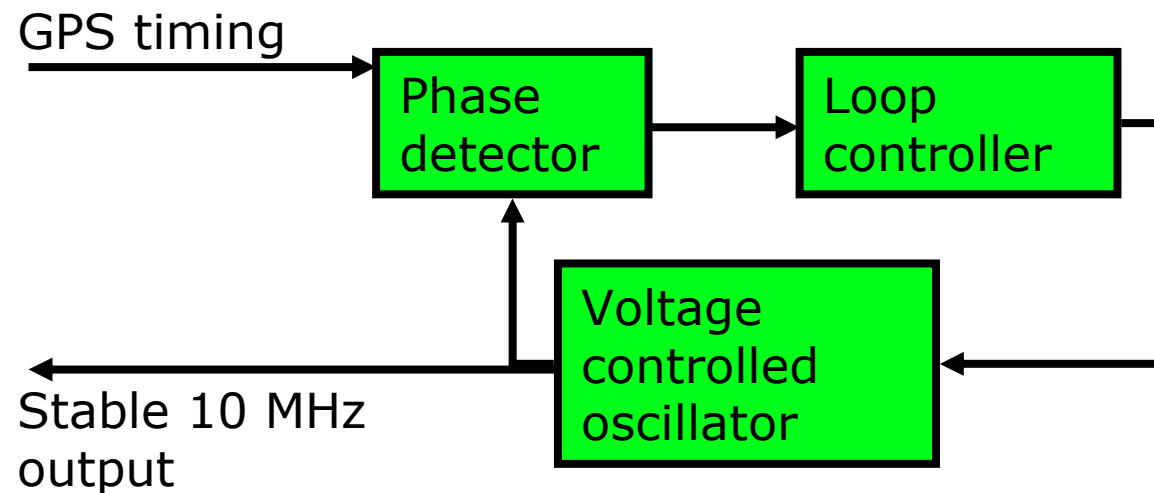 GPS timing
Phase
detector
Loop
controller
Voltage
controlled
oscillator
Stable 10 MHz
output